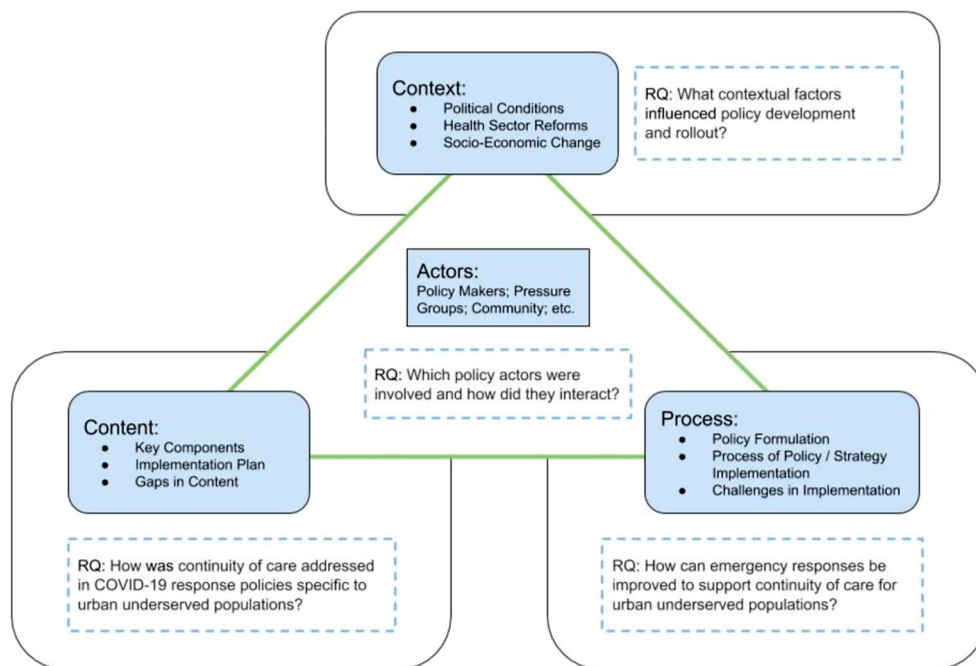 Context:
● Political Conditions
● Health Sector Reforms
● Socio-Economic Change
RQ: What contextual factors
influenced policy development
and rollout?
Actors:
Policy Makers; Pressure
Groups; Community; etc.
RQ: Which policy actors were
involved and how did they interact?
Content:
● Key Components
● Implementation Plan
● Gaps in Content
RQ: How was continuity of care addressed
in COVID-19 response policies specific to
urban underserved populations?
Process:
● Policy Formulation
● Process of Policy / Strategy
Implementation
● Challenges in Implementation
RQ: How can emergency responses be
improved to support continuity of care for
urban underserved populations?